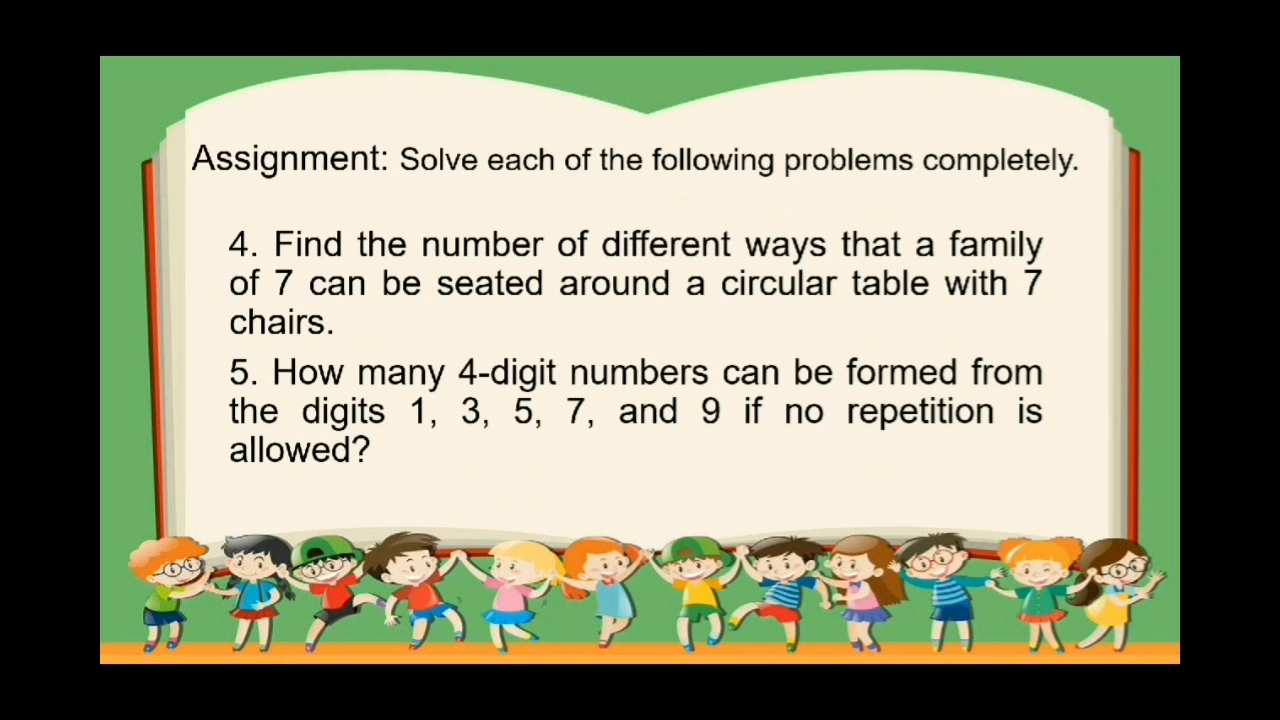 Assignment: Solve each of the following problems completely.
4. Find the number of different ways that a family
of 7 can be seated around a circular table with 7
chairs.
5. How many 4-digit numbers can be formed from
the digits 1, 3, 5, 7, and 9 if no repetition is
allowed?